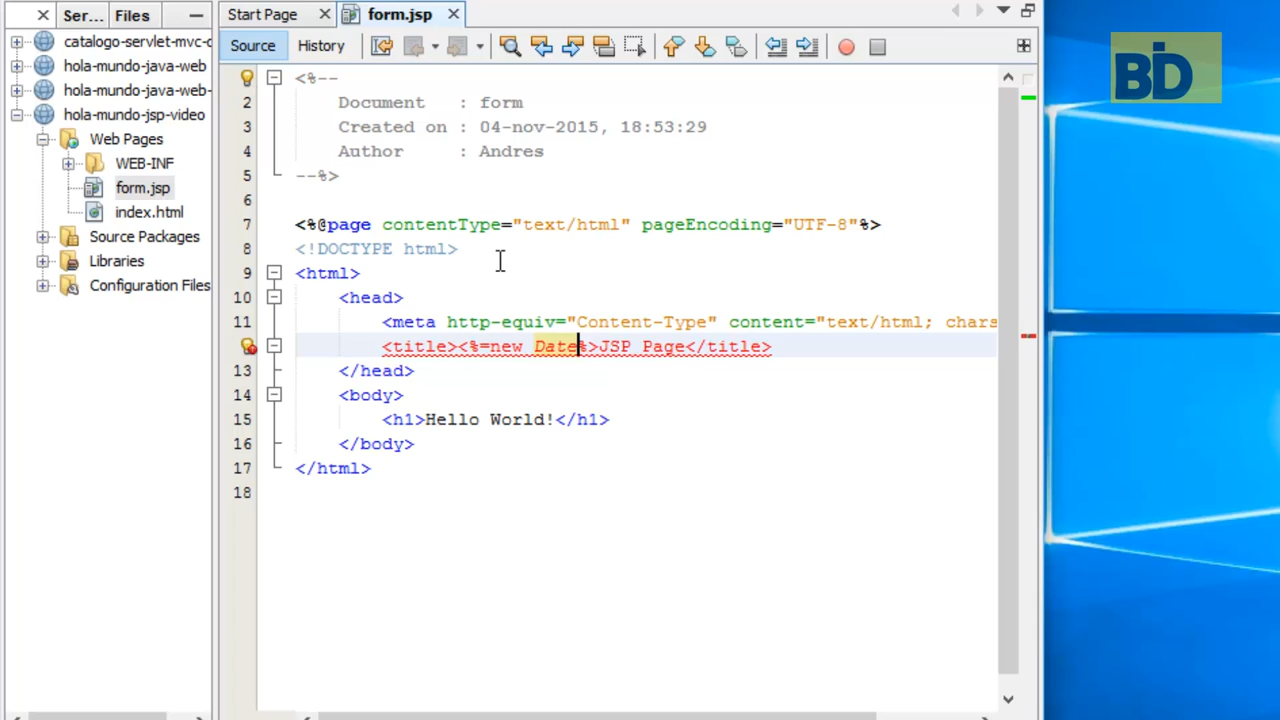 Ser... Files
Start Page form.jsp
Source History
catalogo-servlet-mvc-
hola-mundo-java-web
hola-mundo-java-web-
hola-mundo-jsp-video
Web Pages
WEB-INF
form.jsp
index.html
Source Packages
Libraries
Configuration Files
<%--
2 Document : form
3 Created on : 04-nov-2015, 18:53:29
4 Author : Andres
5 --%>
6
7 <%@page contentType="text/html" pageEncoding="UTF-8"%>
8 <!DOCTYPE html>
9 <html>
10 <head>
11 <meta http-equiv="Content-Type" content="text/html; chars
<title><%=new Date%>JSP Page</title>
13 </head>
14 <body>
15 <h1>Hello World!</h1>
16 </body>
17 </html>
18
BID